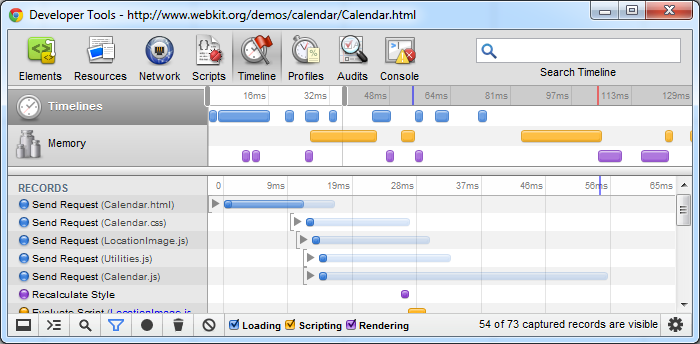 Developer Tools - http://www.webkit.org/demos/calendar/Calendar.html
Elements Resources Network Scripts Timeline Profiles Audits Console Search Timeline
Timelines 16ms 32ms 48ms 64ms 80ms 97ms 113ms 129ms
Memory
RECORDS 0 9ms 19ms 28ms 37ms 46ms 56ms 65ms
Send Request (Calendar.html)
Send Request (Calendar.css)
Send Request (LocationImage.js)
Send Request (Utilities.js)
Send Request (Calendar.js)
Recalculate Style
Evaluate Script (LocationImage.js
Loading Scripting Rendering 54 of 73 captured records are visible